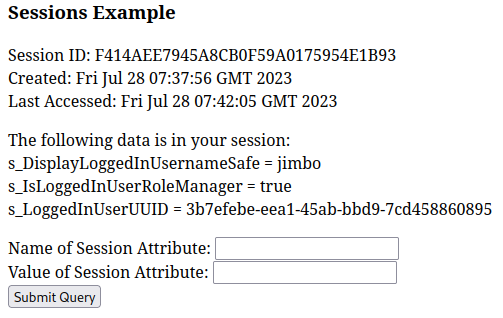 Sessions Example
Session ID: F414AEE7945A8CB0F59A0175954E1B93
Created: Fri Jul 28 07:37:56 GMT 2023
Last Accessed: Fri Jul 28 07:42:05 GMT 2023
The following data is in your session:
s_DisplayLoggedInUsernameSafe = jimbo
s_IsLoggedInUserRoleManager = true
s_LoggedInUserUUID = 3b7efebe-eea1-45ab-bbd9-7cd458860895
Name of Session Attribute:
Value of Session Attribute:
Submit Query